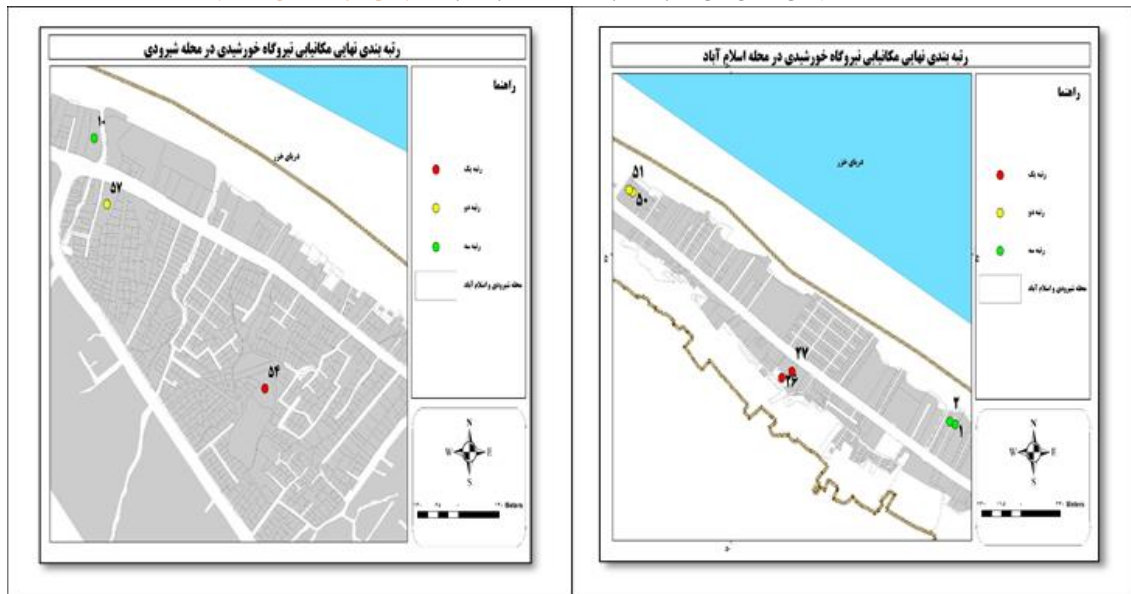 رتبه بندی نهایی مکانیابی نیروگاه خورشیدی در محله شیرودی
راهنما
رتبه یک
رتبه دو
رتبه سه
محله شیرودی و اسلام آباد
دریای خزر
۱۰
۵۷
۵۴
N
W E
S
Meters
رتبه بندی نهایی مکانیابی نیروگاه خورشیدی در محله اسلام آباد
راهنما
رتبه یک
رتبه دو
رتبه سه
محله شیرودی و اسلام آباد
دریای خزر
۵۱
۵۰
۲۷
۲۶
۲
۱
N
W E
S
Meters